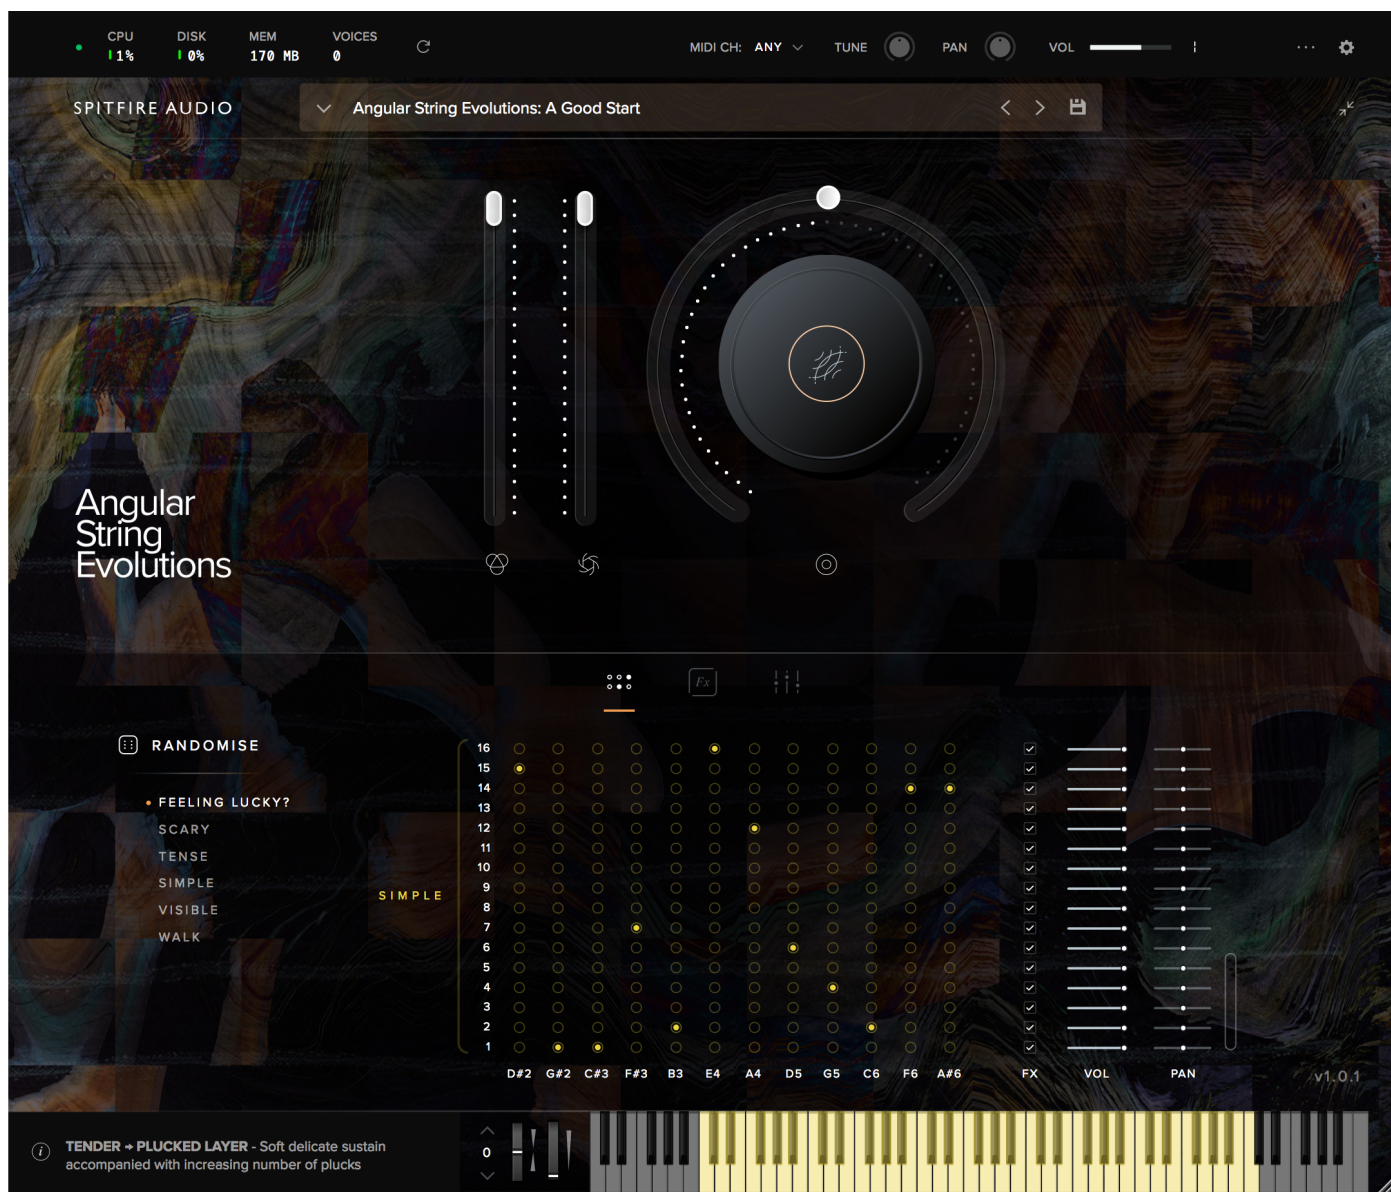 CPU DISK MEM VOICES
1% 0% 170 MB 0
MIDI CH: ANY TUNE PAN VOL
SPITFIRE AUDIO
Angular String Evolutions: A Good Start
Angular
String
Evolutions
Fx
RANDOMISE
FEELING LUCKY?
SCARY
TENSE
SIMPLE
VISIBLE
WALK
SIMPLE
16
15
14
13
12
11
10
9
8
7
6
5
4
3
2
1
D#2 G#2 C#3 F#3 B3 E4 A4 D5 G5 C6 F6 A#6 FX VOL PAN
v1.0.1
i
TENDER → PLUCKED LAYER - Soft delicate sustain
accompanied with increasing number of plucks
0